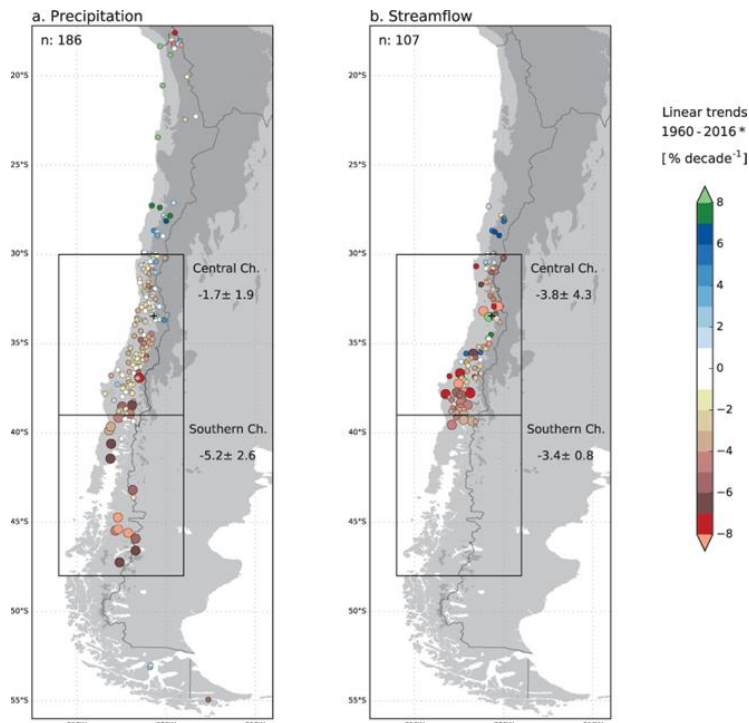 a. Precipitation
n: 186
20°S
25°S
30°S
35°S
40°S
45°S
50°S
55°S
Central Ch.
-1.7± 1.9
Southern Ch.
-5.2± 2.6
b. Streamflow
n: 107
20°S
25°S
30°S
35°S
40°S
45°S
50°S
55°S
Central Ch.
-3.8± 4.3
Southern Ch.
-3.4± 0.8
Linear trends
1960 - 2016 *
[% decade⁻¹]
8
6
4
2
0
−2
−4
−6
−8